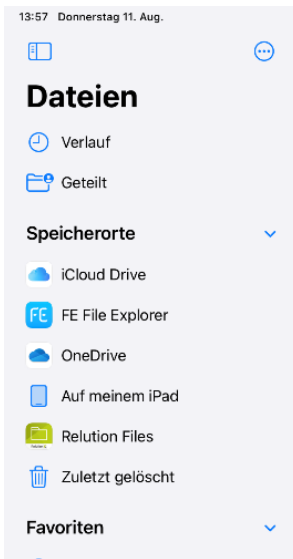 13:57 Donnerstag 11. Aug.
Dateien
Verlauf
Geteilt
Speicherorte
iCloud Drive
FE FE File Explorer
OneDrive
Auf meinem iPad
Relution Files
Zuletzt gelöscht
Favoriten